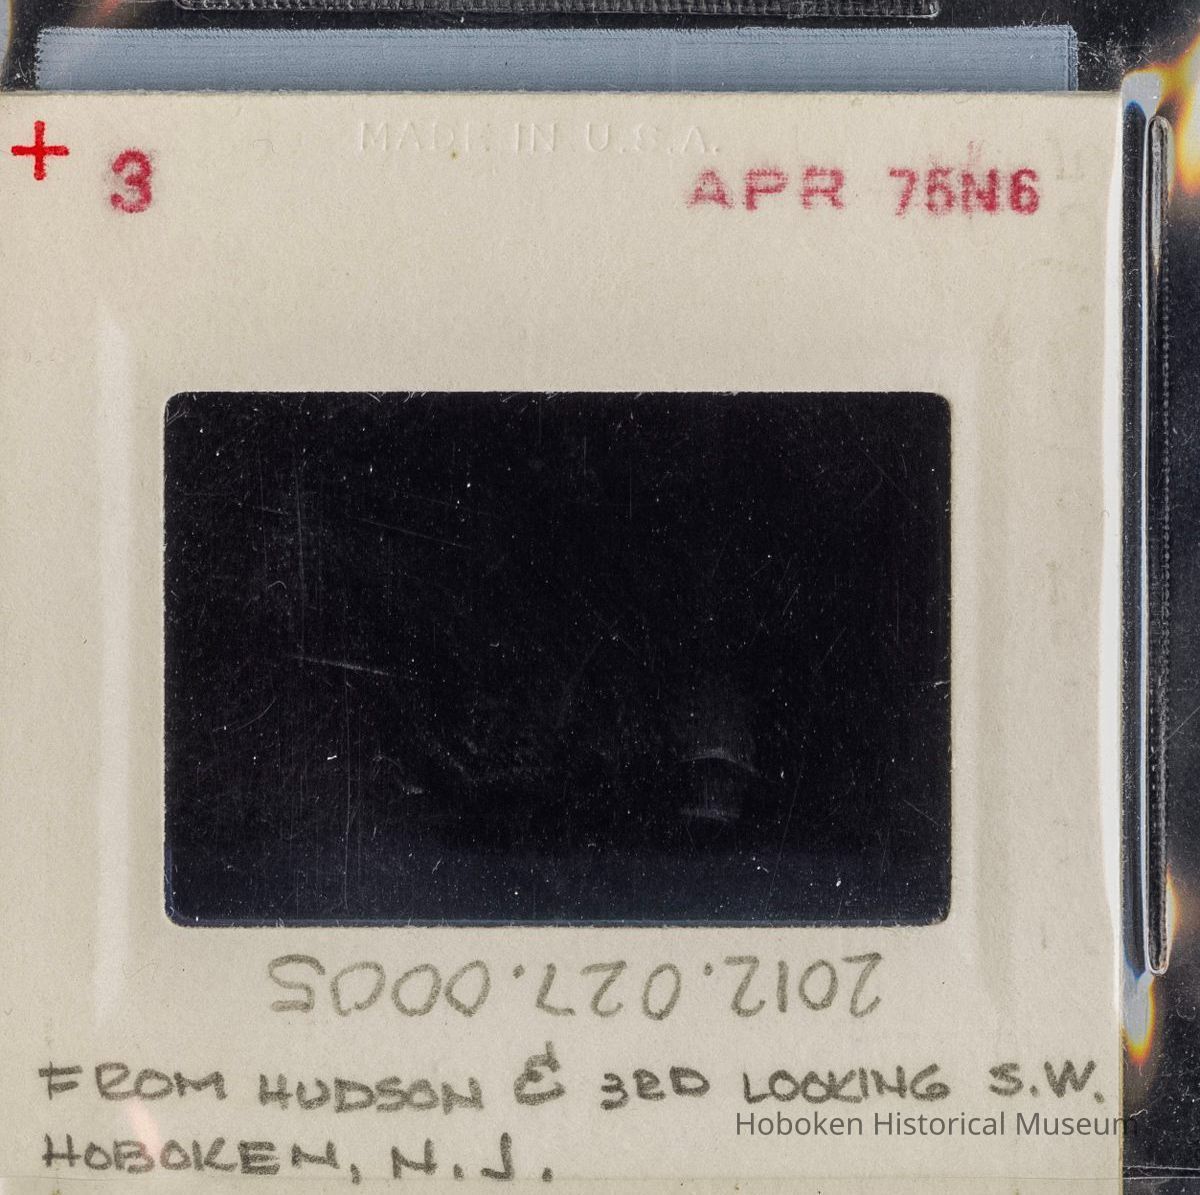 MADE IN U.S.A.
+ 3 APR 75N6
2012.027.0005
FROM HUDSON & 3RD LOOKING S.W.
Hoboken Historical Museum
HOBOKEN, N.J.